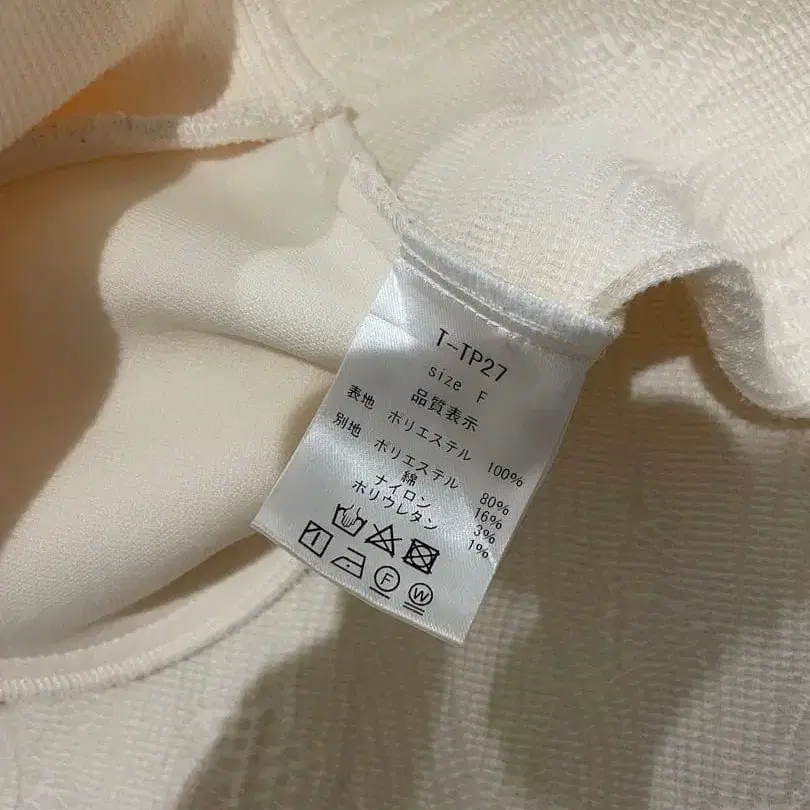 T-TP27
size F
品質表示
表地 ポリエステル 100%
別地 ポリエステル 80%
綿 16%
ナイロン 3%
ポリウレタン 1%
F W